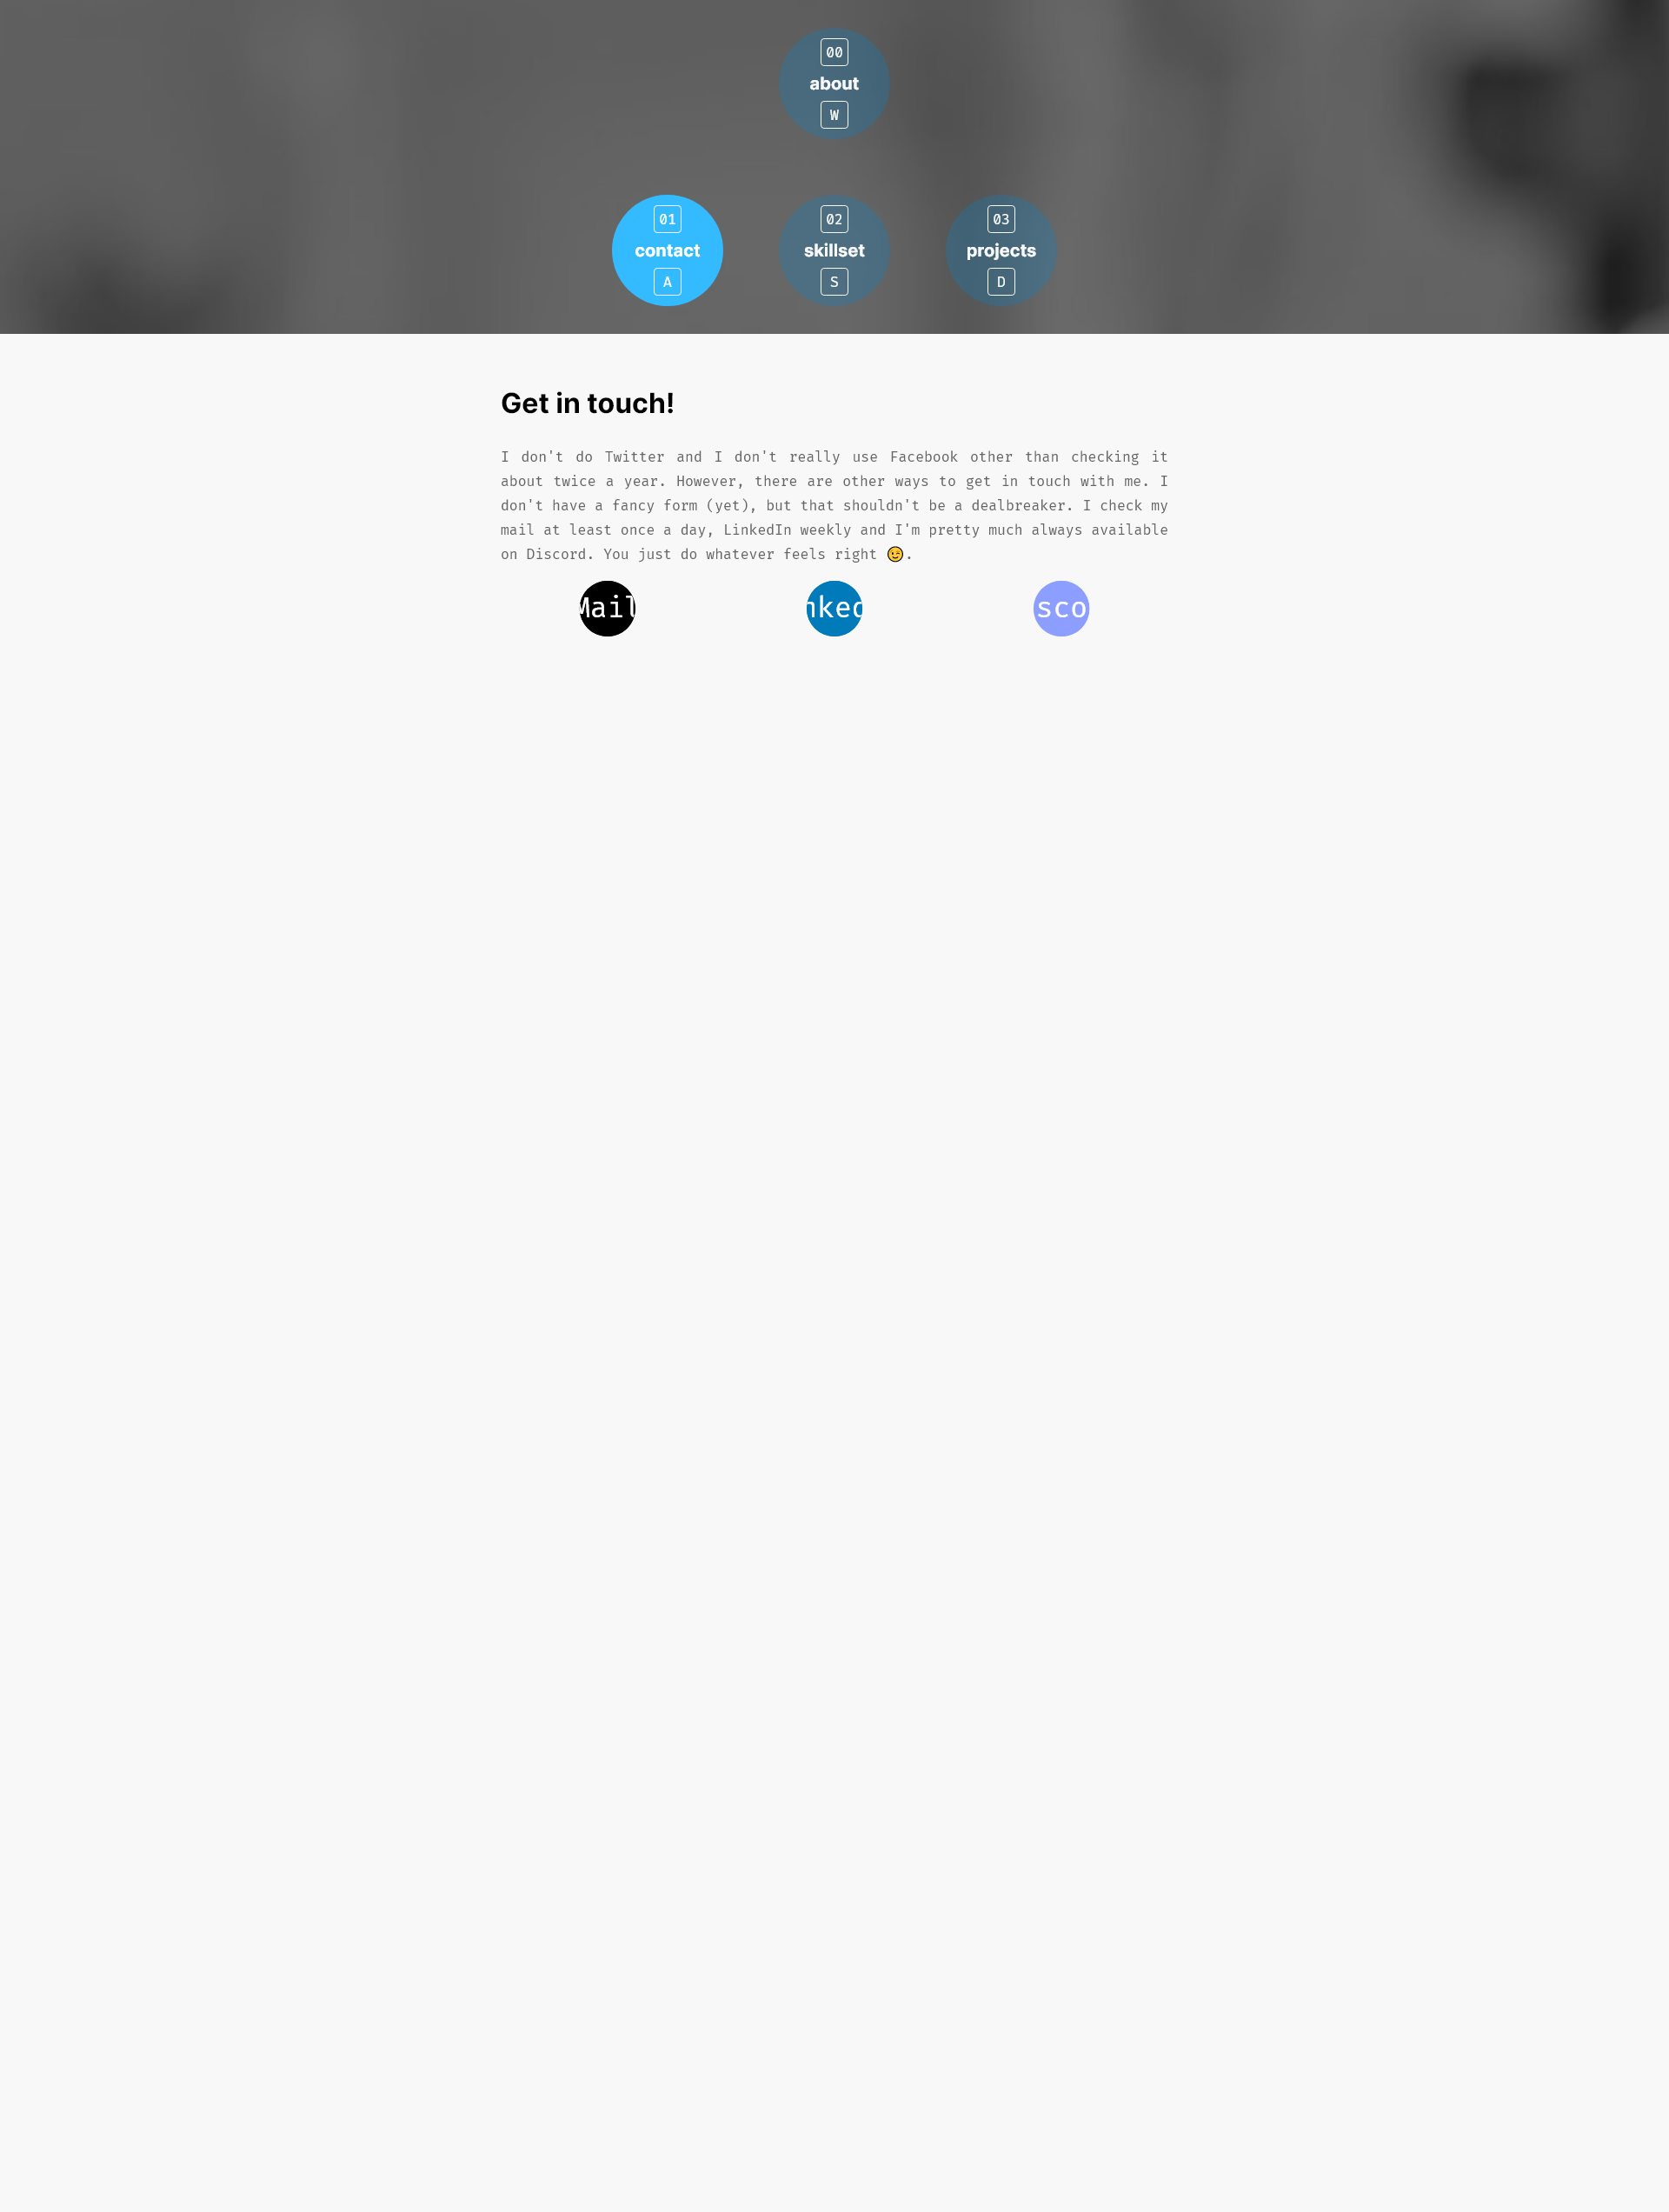 00
about
W
01
contact
A
02
skillset
S
03
projects
D
Get in touch!
I don't do Twitter and I don't really use Facebook other than checking it
about twice a year. However, there are other ways to get in touch with me. I
don't have a fancy form (yet), but that shouldn't be a dealbreaker. I check my
mail at least once a day, LinkedIn weekly and I'm pretty much always available
on Discord. You just do whatever feels right 😉.
Mail
nked
sco